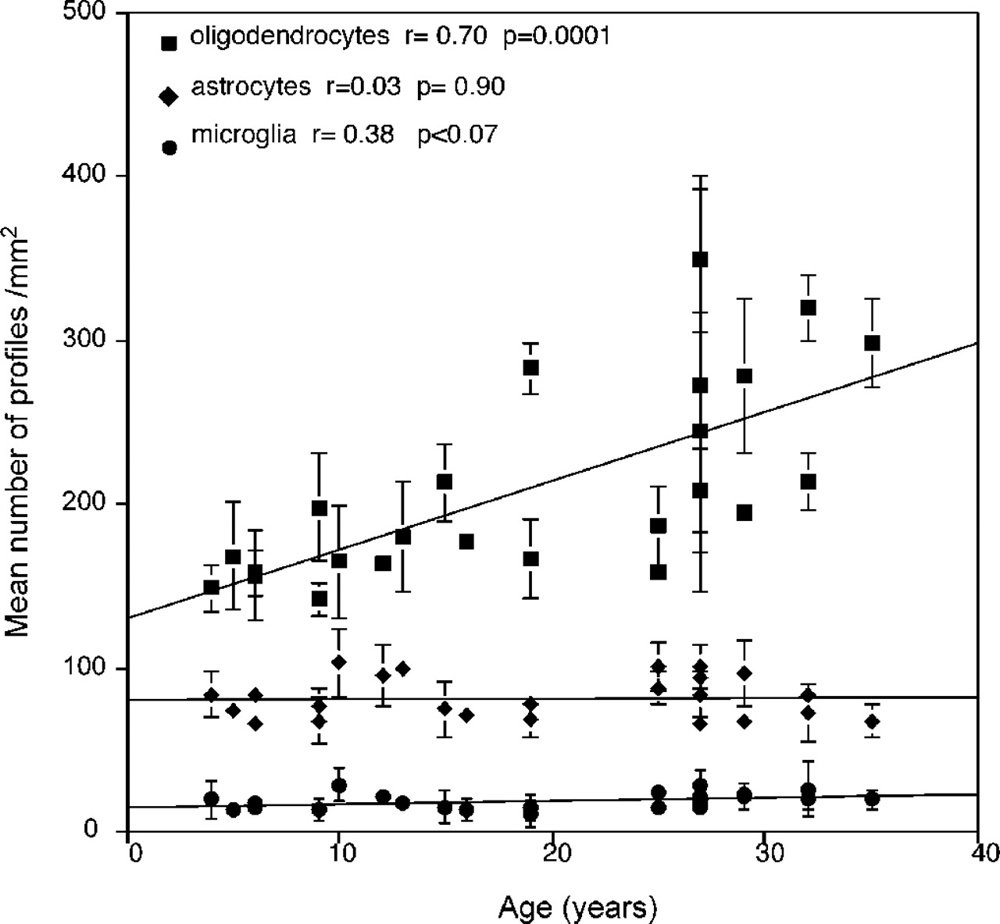 500
oligodendrocytes r= 0.70 p=0.0001
astrocytes r=0.03 p= 0.90
microglia r= 0.38 p<0.07
400
300
200
100
0
Mean number of profiles /mm²
0 10 20 30 40
Age (years)